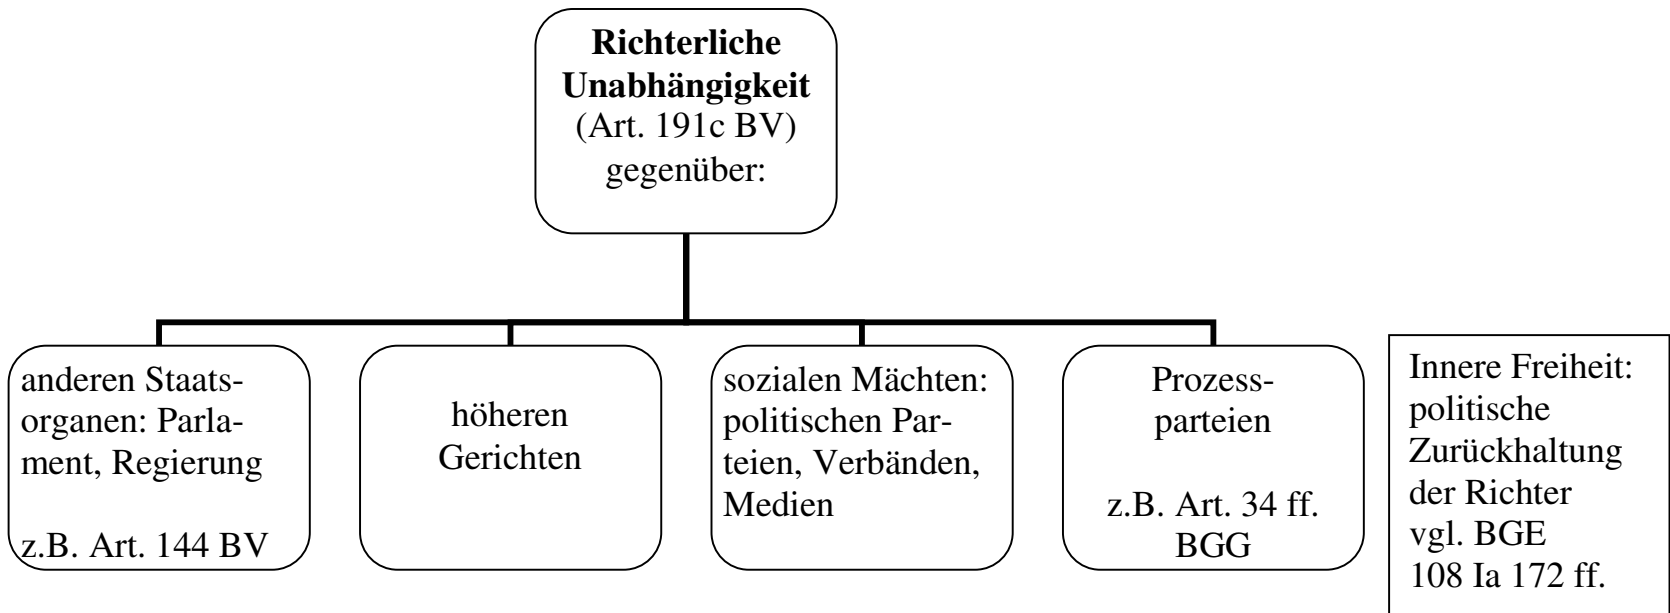 Richterliche
Unabhängigkeit
(Art. 191c BV)
gegenüber:
anderen Staats-
organen: Parla-
ment, Regierung
z.B. Art. 144 BV
höheren
Gerichten
sozialen Mächten:
politischen Par-
teien, Verbänden,
Medien
Prozess-
parteien
z.B. Art. 34 ff.
BGG
Innere Freiheit:
politische
Zurückhaltung
der Richter
vgl. BGE
108 Ia 172 ff.